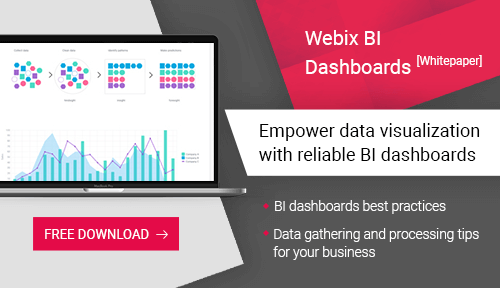 Webix BI
Dashboards [Whitepaper]
Empower data visualization
with reliable BI dashboards
BI dashboards best practices
Data gathering and processing tips
for your business
FREE DOWNLOAD →